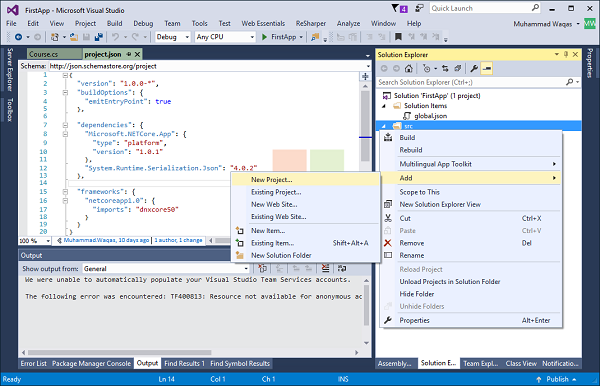 FirstApp - Microsoft Visual Studio
4
Quick Launch (Ctrl+Q)
File Edit View Project Build Debug Team Tools Test Web Essentials ReSharper Analyze Window Help
Muhammad Waqas
MW
Debug Any CPU FirstApp
Server Explorer
Toolbox
Course.cs project.json
Schema: http://json.schemastore.org/project
1 {
2 "version": "1.0.0-*",
3 "buildOptions": {
4 "emitEntryPoint": true
5 },
6
7 "dependencies": {
8 "Microsoft.NETCore.App": {
9 "type": "platform",
10 "version": "1.0.1"
11 },
12 "System.Runtime.Serialization.Json": "4.0.2"
13 },
14
15 "frameworks": {
16 "netcoreapp1.0": {
17 "imports": "dnxcore50"
18 }
19 }
20 }
100 % Muhammad.Waqas, 10 days ago | 1 author, 1 change
Output
Show output from: General
We were unable to automatically populate your Visual Studio Team Services accounts.
The following error was encountered: TF400813: Resource not available for anonymous ac
Error List Package Manager Console Output Find Results 1 Find Symbol Results
Solution Explorer
Search Solution Explorer (Ctrl+;)
Solution 'FirstApp' (1 project)
Solution Items
global.json
src
Build
Rebuild
Multilingual App Toolkit
Add
Scope to This
New Solution Explorer View
Cut Ctrl+X
Paste Ctrl+V
Remove Del
Rename
Reload Project
Unload Projects in Solution Folder
Hide Folder
Unhide Folders
Properties Alt+Enter
New Project...
Existing Project...
New Web Site...
Existing Web Site...
New Item...
Existing Item... Shift+Alt+A
New Solution Folder
Assembly... Solution E... Team Expl... Class View Notification...
Properties
Ready Ln 14 Col 1 Ch 1 INS Publish